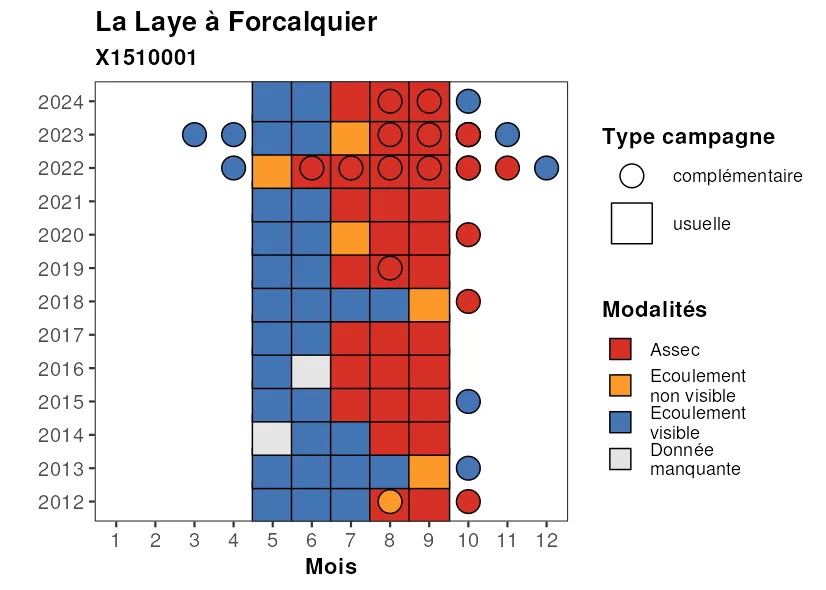 La Laye à Forcalquier
X1510001
2024
2023
2022
2021
2020
2019
2018
2017
2016
2015
2014
2013
2012
1 2 3 4 5 6 7 8 9 10 11 12
Mois
Type campagne
complémentaire
usuelle
Modalités
Assec
Ecoulement
non visible
Ecoulement
visible
Donnée
manquante